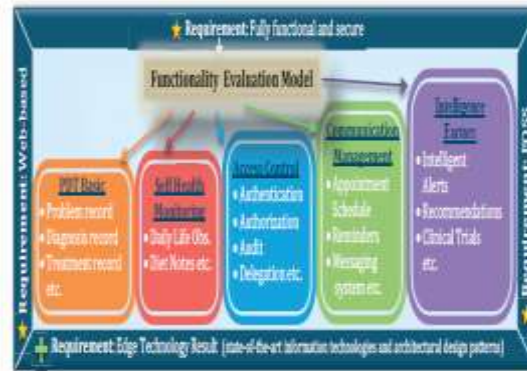 Requirement: Fully functional and secure
Functionality Evaluation Model
Requirement: Web-based
PDT Basic
• Problem record
• Diagnosis record
• Treatment record
etc.
Self Health
Monitoring
• Daily Life Obs.
• Diet Notes etc.
Access Control
• Authentication
• Authorization
• Audit
• Delegation etc.
Communication
Management
• Appointment
Schedule
• Reminders
• Messaging
system etc.
Intelligence
Factors
• Intelligent
Alerts
• Recommendations
• Clinical Trials
etc.
Requirement:
Requirement: Edge Technology Result (state-of-the-art information technologies and architectural design patterns)